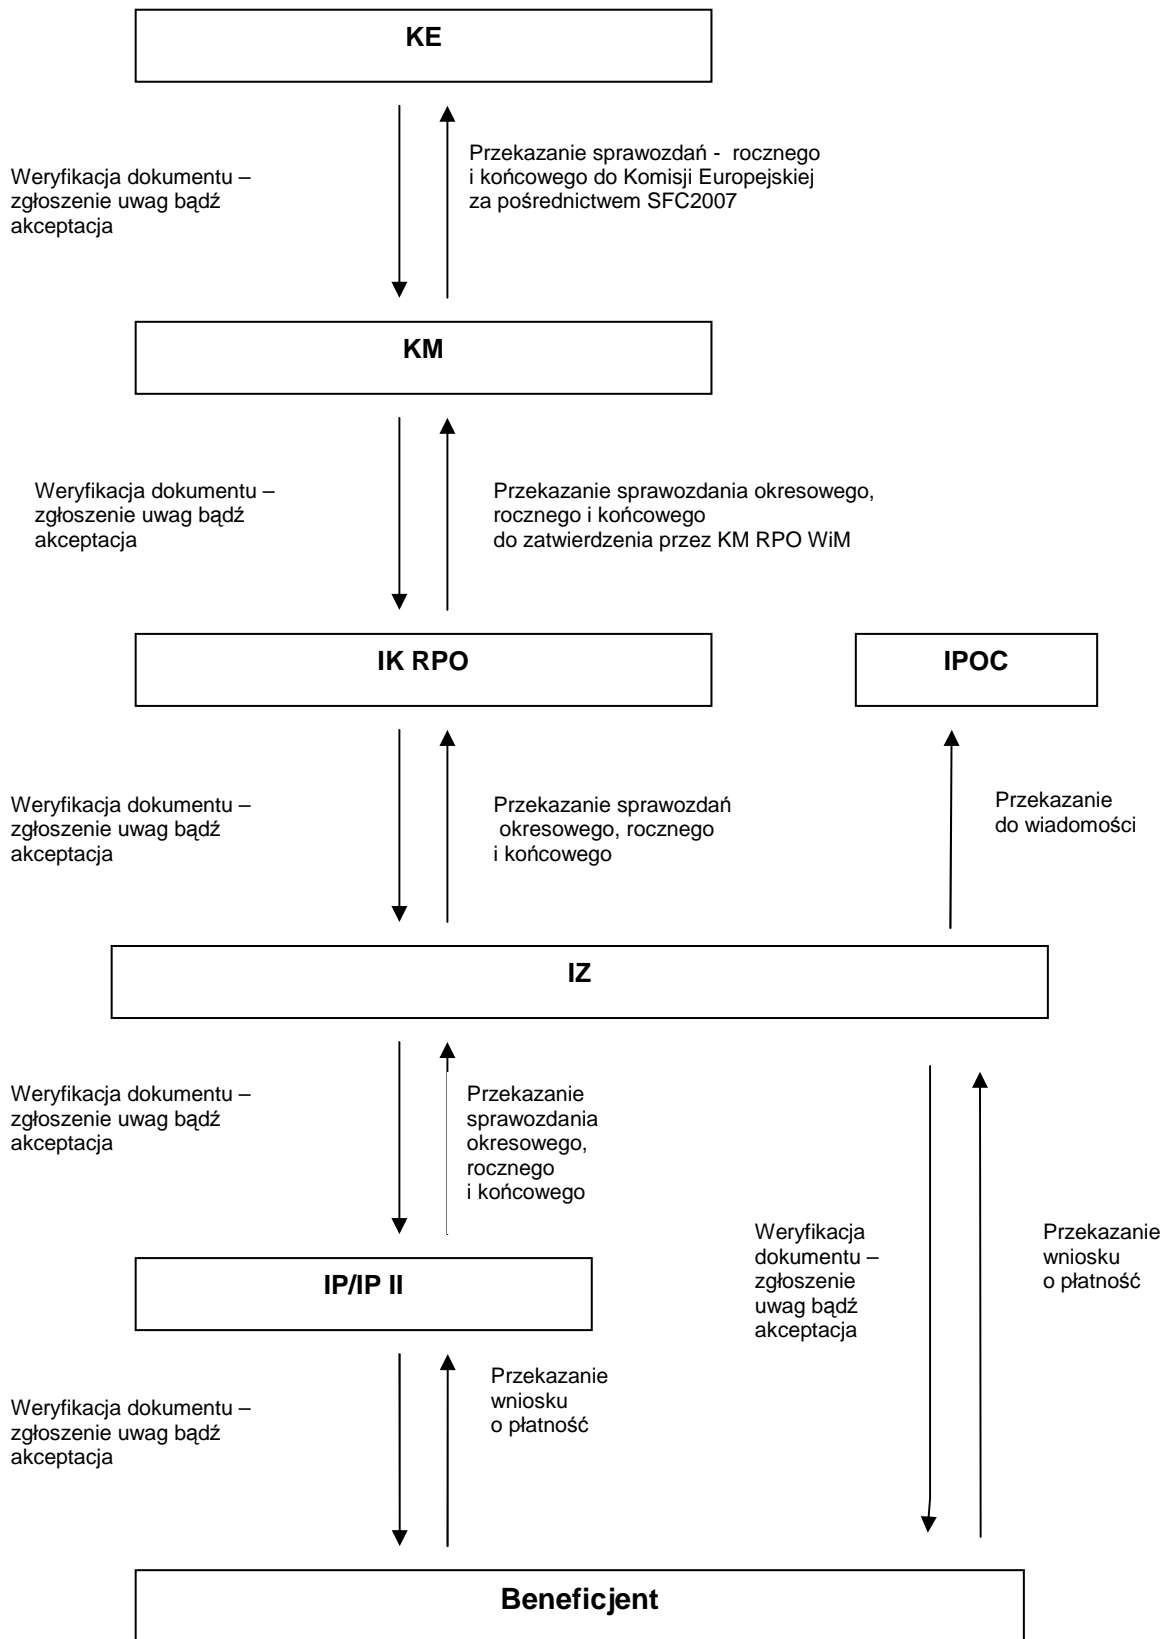 KE
Weryfikacja dokumentu –
zgłoszenie uwag bądź
akceptacja
Przekazanie sprawozdań - rocznego
i końcowego do Komisji Europejskiej
za pośrednictwem SFC2007
KM
Weryfikacja dokumentu –
zgłoszenie uwag bądź
akceptacja
Przekazanie sprawozdania okresowego,
rocznego i końcowego
do zatwierdzenia przez KM RPO WiM
IK RPO
IPOC
Weryfikacja dokumentu –
zgłoszenie uwag bądź
akceptacja
Przekazanie sprawozdań
okresowego, rocznego
i końcowego
Przekazanie
do wiadomości
IZ
Weryfikacja dokumentu –
zgłoszenie uwag bądź
akceptacja
Przekazanie
sprawozdania
okresowego,
rocznego
i końcowego
Weryfikacja
dokumentu –
zgłoszenie
uwag bądź
akceptacja
Przekazanie
wniosku
o płatność
IP/IP II
Weryfikacja dokumentu –
zgłoszenie uwag bądź
akceptacja
Przekazanie
wniosku
o płatność
Beneficjent